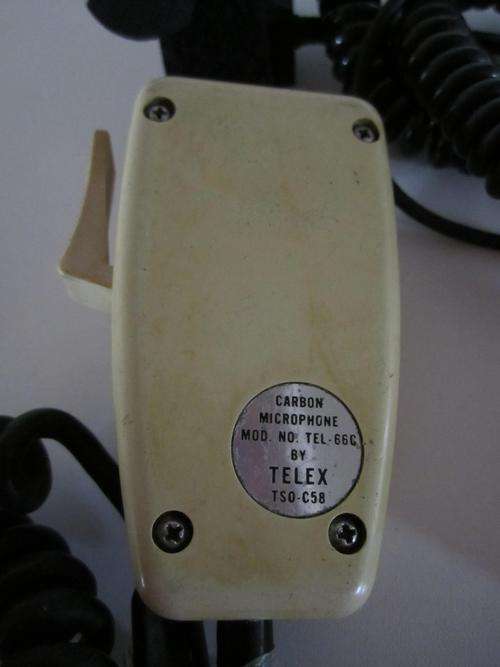 CARBON
MICROPHONE
MOD. NO. TEL-66C
BY
TELEX
TSO-C58